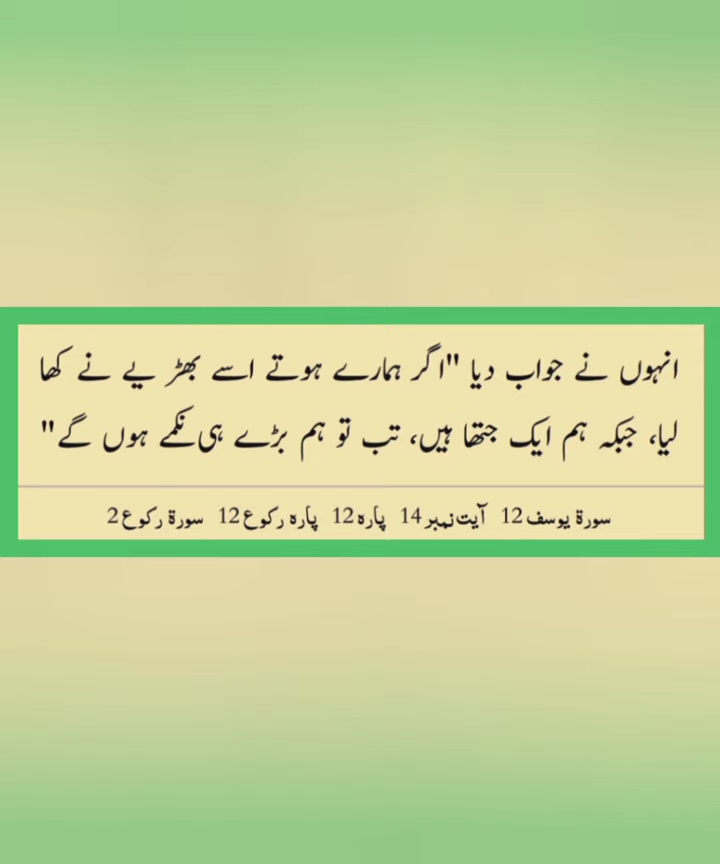 انہوں نے جواب دیا "اگر ہمارے ہوتے اسے بھڑیے نے کھا
لیا، جبکہ ہم ایک جتھا ہیں، تب تو ہم بڑے ہی نکمے ہوں گے"
سورۃ یوسف 12 آیت نمبر 14 پارہ 12 پارہ رکوع 12 سورۃ رکوع 2